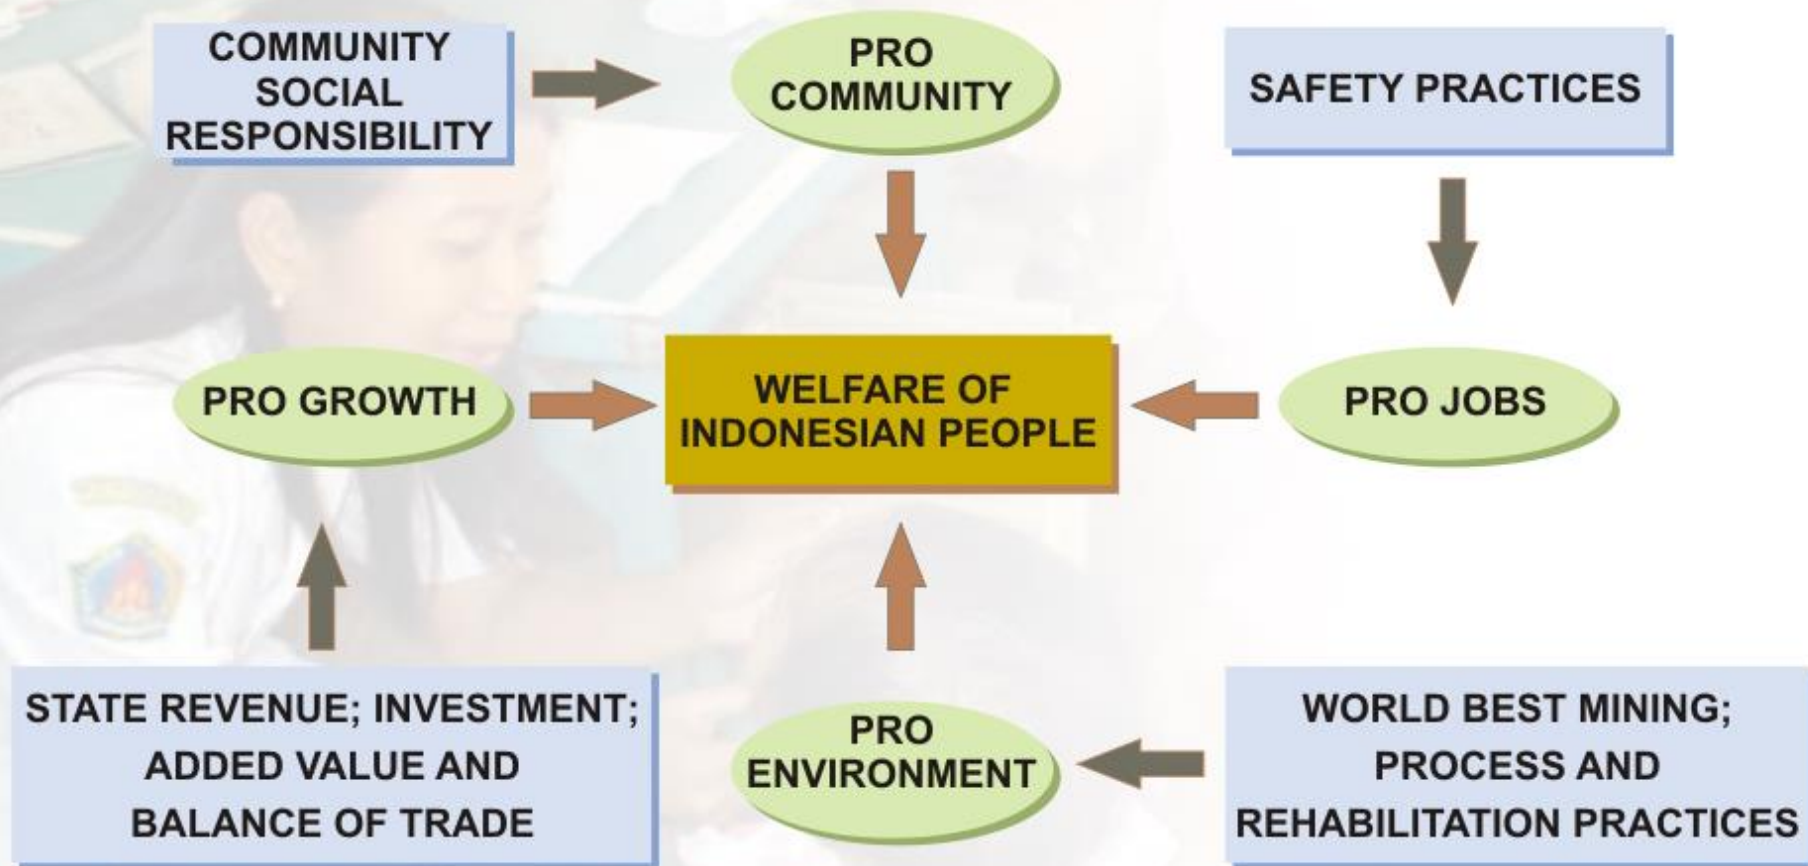 COMMUNITY
SOCIAL
RESPONSIBILITY
PRO
COMMUNITY
SAFETY PRACTICES
PRO GROWTH
WELFARE OF
INDONESIAN PEOPLE
PRO JOBS
STATE REVENUE; INVESTMENT;
ADDED VALUE AND
BALANCE OF TRADE
PRO
ENVIRONMENT
WORLD BEST MINING;
PROCESS AND
REHABILITATION PRACTICES